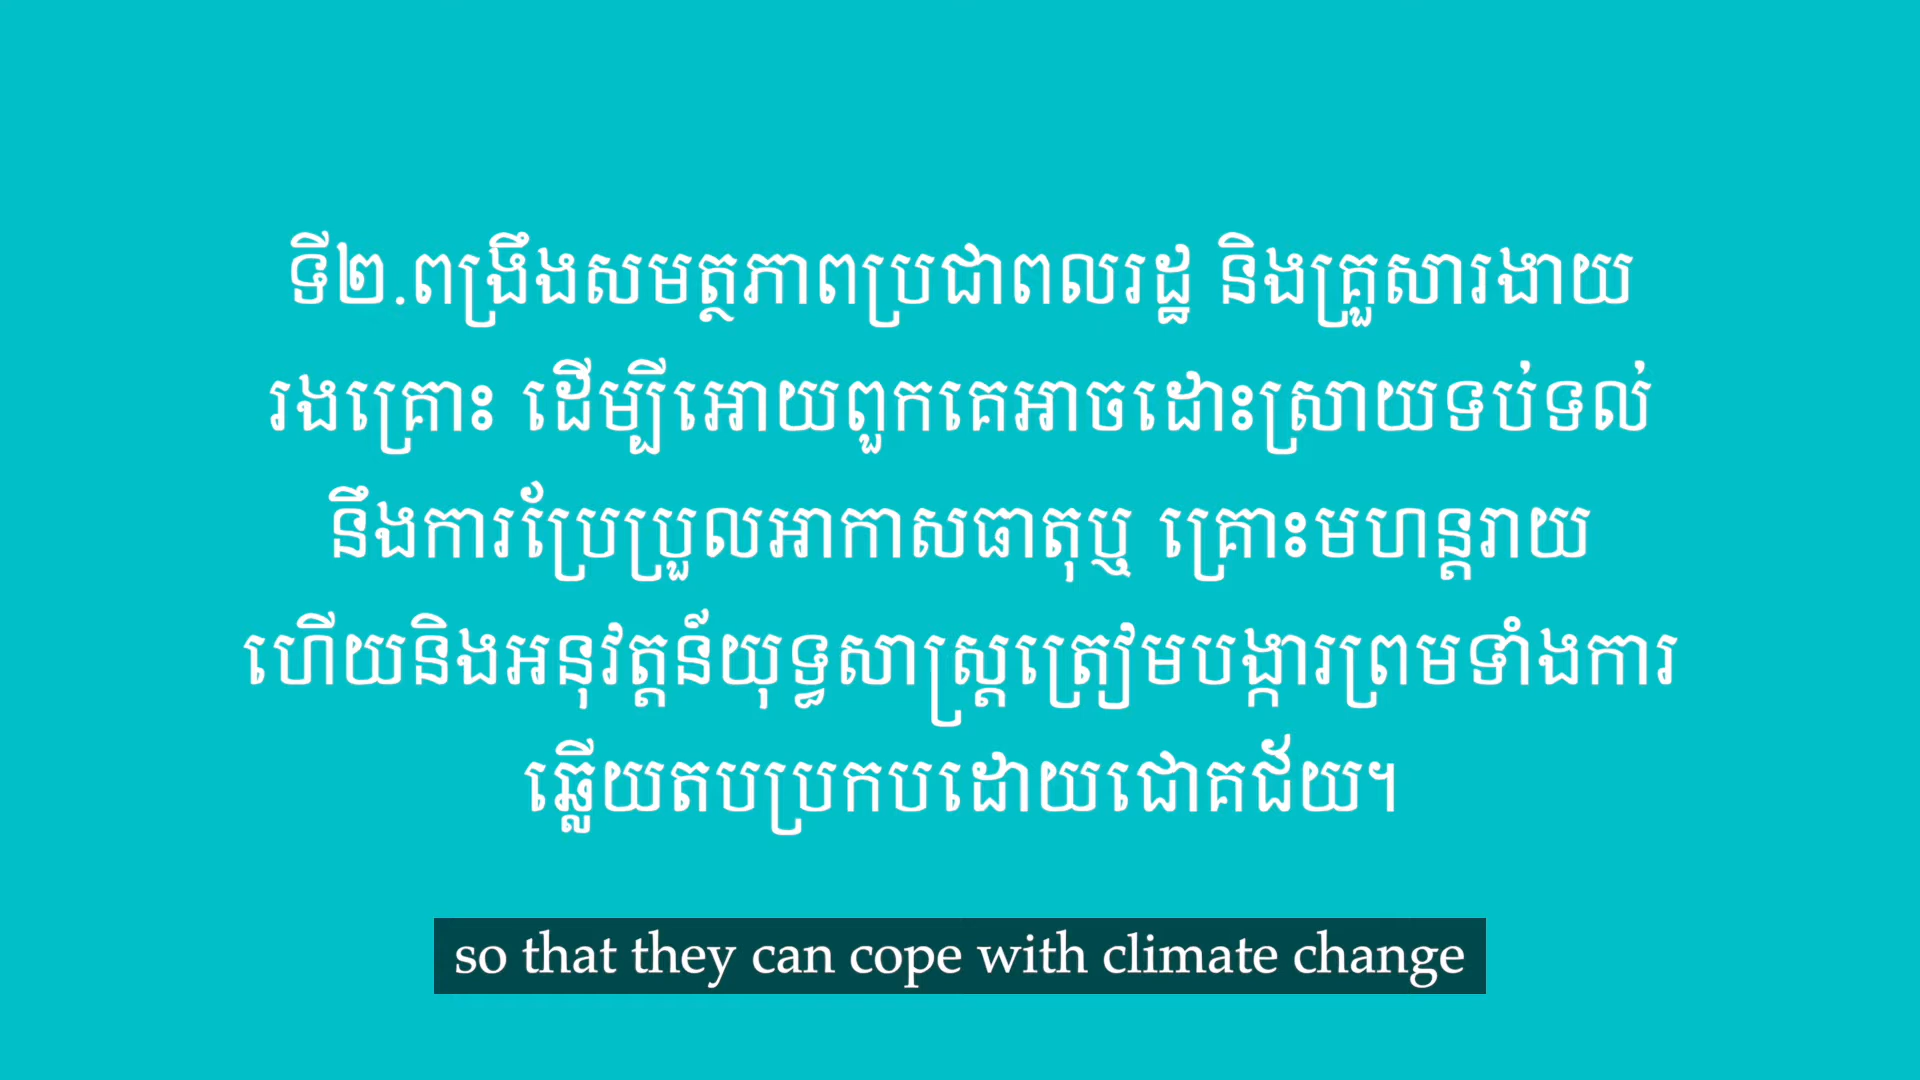 ទី២.ពង្រឹងសមត្ថភាពប្រជាពលរដ្ឋ និងគ្រួសារងាយ
រងគ្រោះ ដើម្បីអោយពួកគេអាចដោះស្រាយទប់ទល់
នឹងការប្រែប្រួលអាកាសធាតុឬ គ្រោះមហន្តរាយ
ហើយនិងអនុវត្តន៍យុទ្ធសាស្ត្រត្រៀមបង្ការព្រមទាំងការ
ឆ្លើយតបប្រកបដោយជោគជ័យ។
so that they can cope with climate change